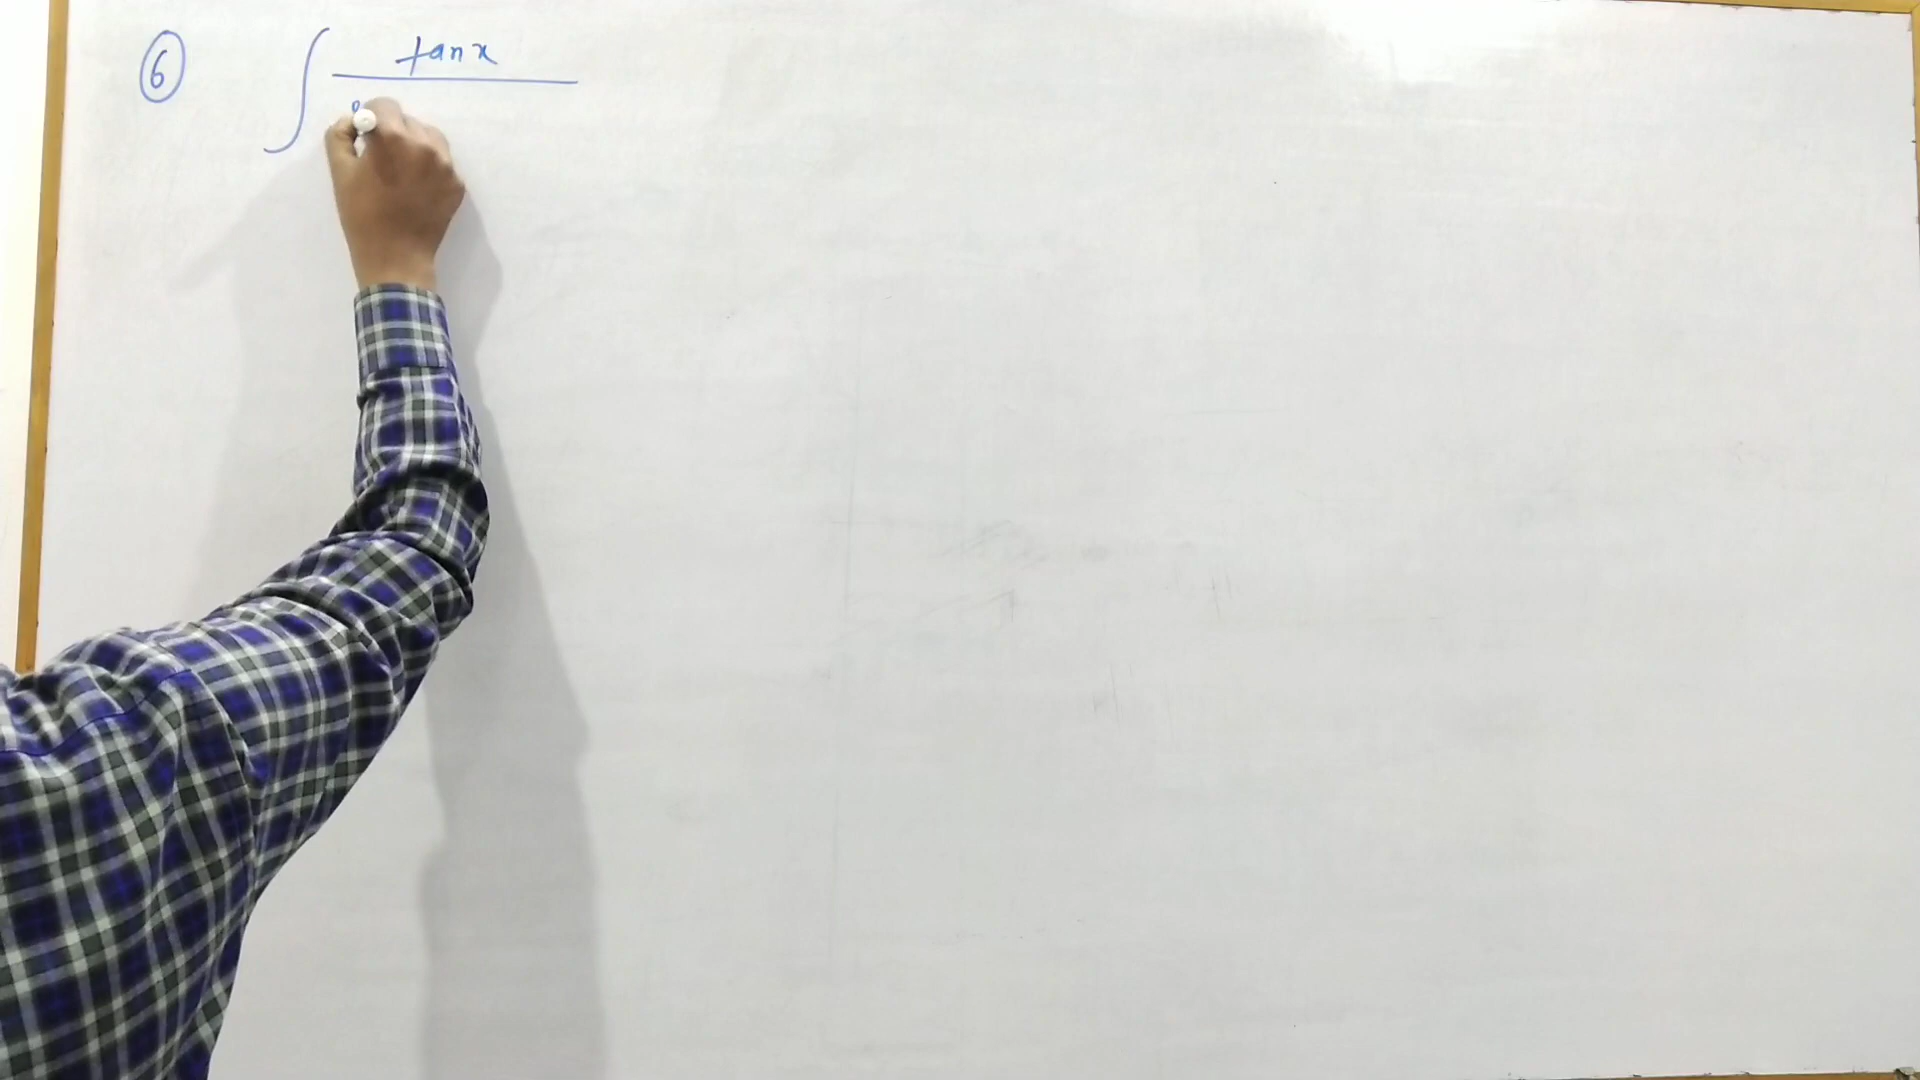 ⑥ ∫ tan x